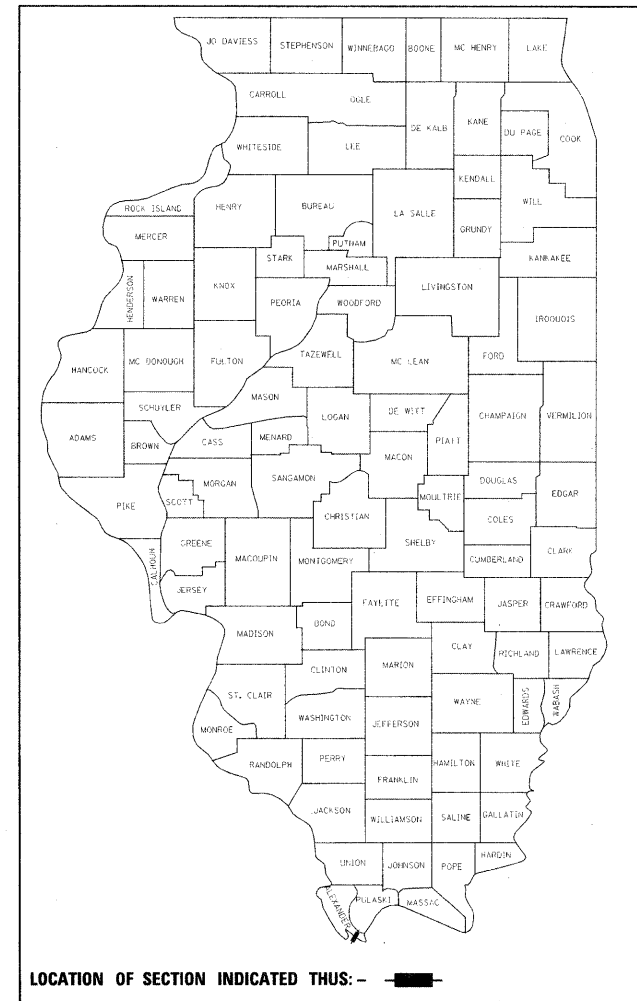 JO DAVIESS STEPHENSON WINNEBAGO BOONE MC HENRY LAKE
CARROLL OGLE DE KALB KANE DU PAGE COOK
WHITESIDE LEE
KENDALL WILL
ROCK ISLAND HENRY BUREAU LA SALLE GRUNDY
MERCER PUTNAM
STARK MARSHALL KANKAKEE
HENDERSON WARREN KNOX PEORIA WOODFORD LIVINGSTON IROQUOIS
HANCOCK MC DONOUGH FULTON TAZEWELL MC LEAN FORD
SCHUYLER MASON LOGAN DE WITT CHAMPAIGN VERMILION
ADAMS BROWN CASS MENARD MACON PIATT
MORGAN SANGAMON DOUGLAS EDGAR
PIKE SCOTT CHRISTIAN MOULTRIE COLES
GREENE MACOUPIN MONTGOMERY SHELBY CUMBERLAND CLARK
CALHOUN JERSEY FAYETTE EFFINGHAM JASPER CRAWFORD
MADISON BOND
CLINTON MARION CLAY RICHLAND LAWRENCE
ST. CLAIR WASHINGTON JEFFERSON WAYNE EDWARDS WABASH
MONROE
RANDOLPH PERRY HAMILTON WHITE
FRANKLIN
JACKSON WILLIAMSON SALINE GALLATIN
UNION JOHNSON POPE HARDIN
ALEXANDER PULASKI MASSAC
LOCATION OF SECTION INDICATED THUS: -